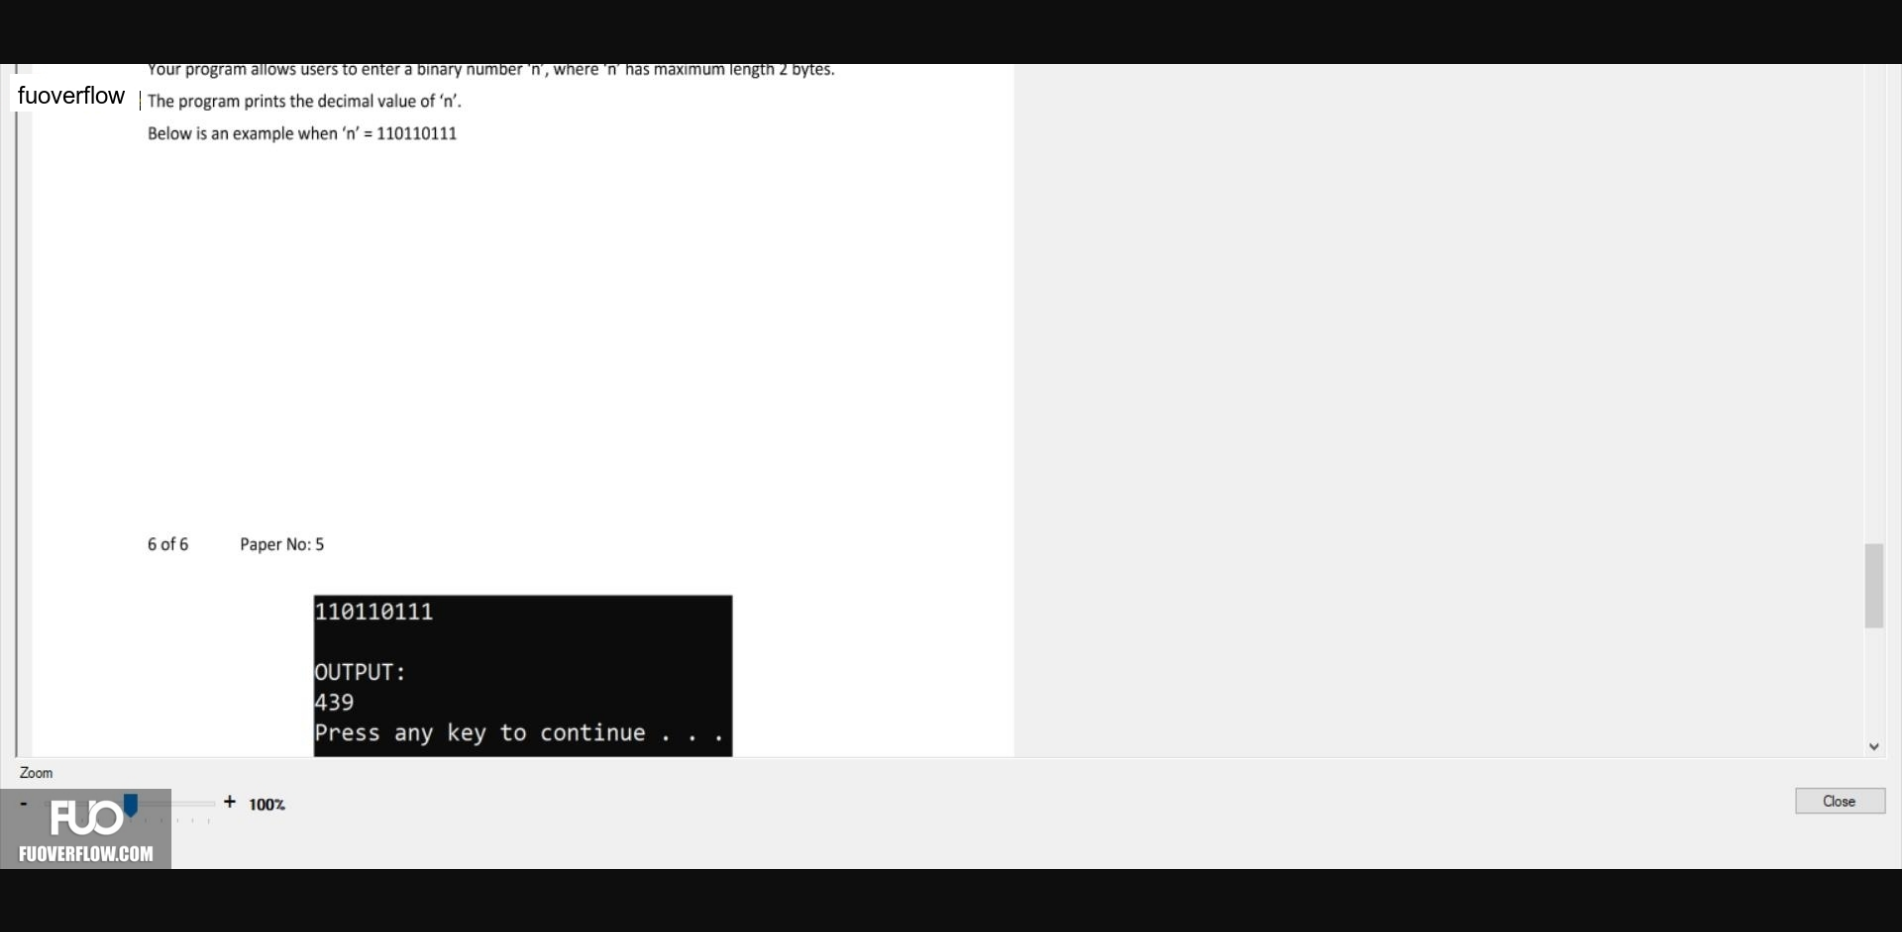 Your program allows users to enter a binary number 'n', where 'n' has maximum length 2 bytes.
fuoverflow
The program prints the decimal value of 'n'.
Below is an example when 'n' = 110110111
6 of 6 Paper No: 5
110110111
OUTPUT:
439
Press any key to continue . . .
Zoom
- + 100%
Close
FUO
FUOVERFLOW.COM